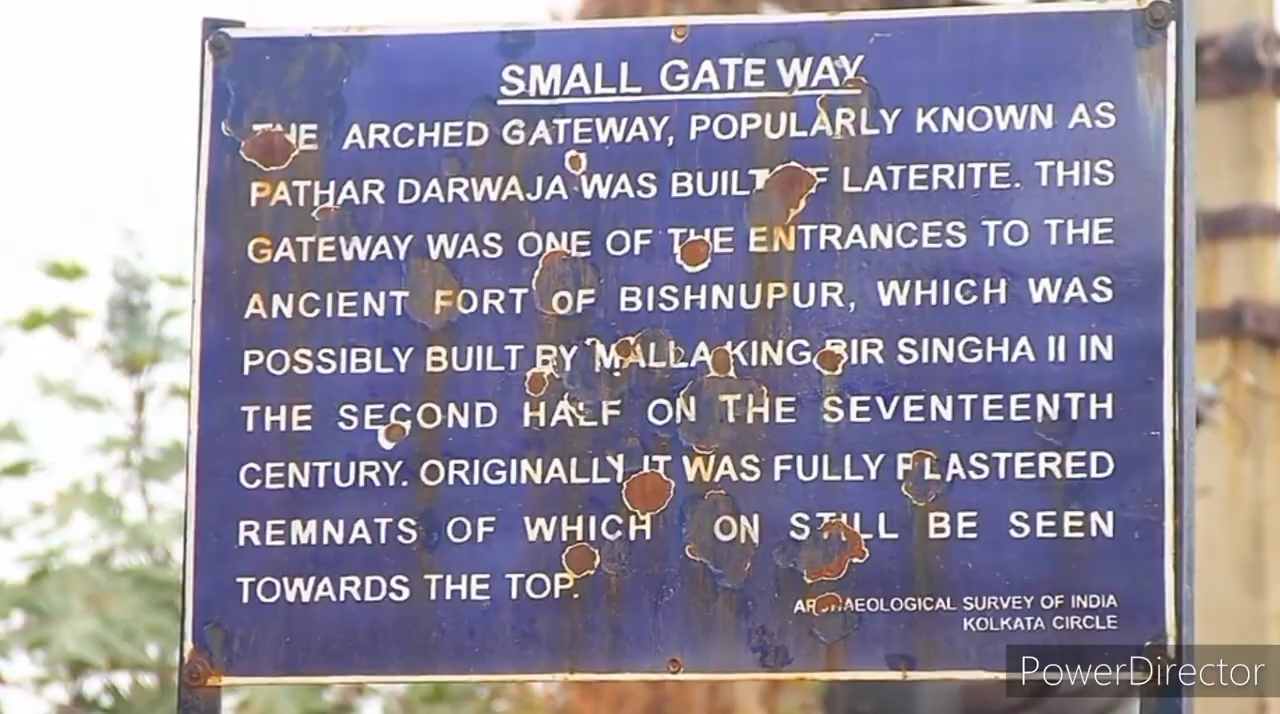 SMALL GATE WAY
THE ARCHED GATEWAY, POPULARLY KNOWN AS
PATHAR DARWAJA WAS BUILT OF LATERITE. THIS
GATEWAY WAS ONE OF THE ENTRANCES TO THE
ANCIENT FORT OF BISHNUPUR, WHICH WAS
POSSIBLY BUILT BY MALLA KING BIR SINGHA II IN
THE SECOND HALF ON THE SEVENTEENTH
CENTURY. ORIGINALLY IT WAS FULLY PLASTERED
REMNATS OF WHICH ON STILL BE SEEN
TOWARDS THE TOP.
ARCHAEOLOGICAL SURVEY OF INDIA
KOLKATA CIRCLE
PowerDirector